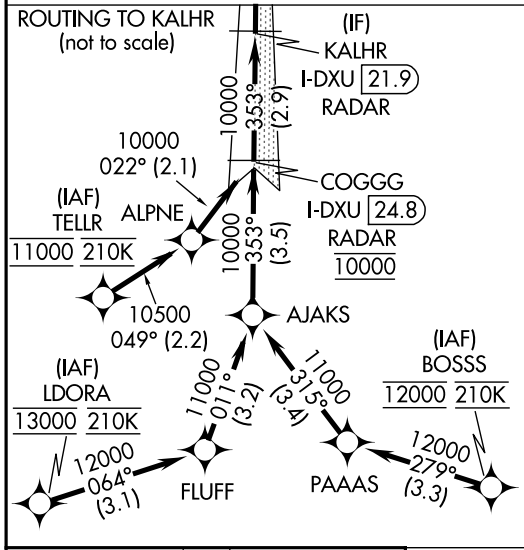 ROUTING TO KALHR
(not to scale)
(IF)
KALHR
I-DXU 21.9
RADAR
10000
353°
(2.9)
10000
022° (2.1)
COGGG
I-DXU 24.8
RADAR
10000
(IAF)
TELLR
11000 210K
ALPNE
10000
353°
(3.5)
10500
049° (2.2)
AJAKS
(IAF)
LDORA
13000 210K
11000
011°
(3.2)
11000
315°
(3.4)
(IAF)
BOSSS
12000 210K
12000
064°
(3.1)
FLUFF
PAAAS
12000
279°
(3.3)